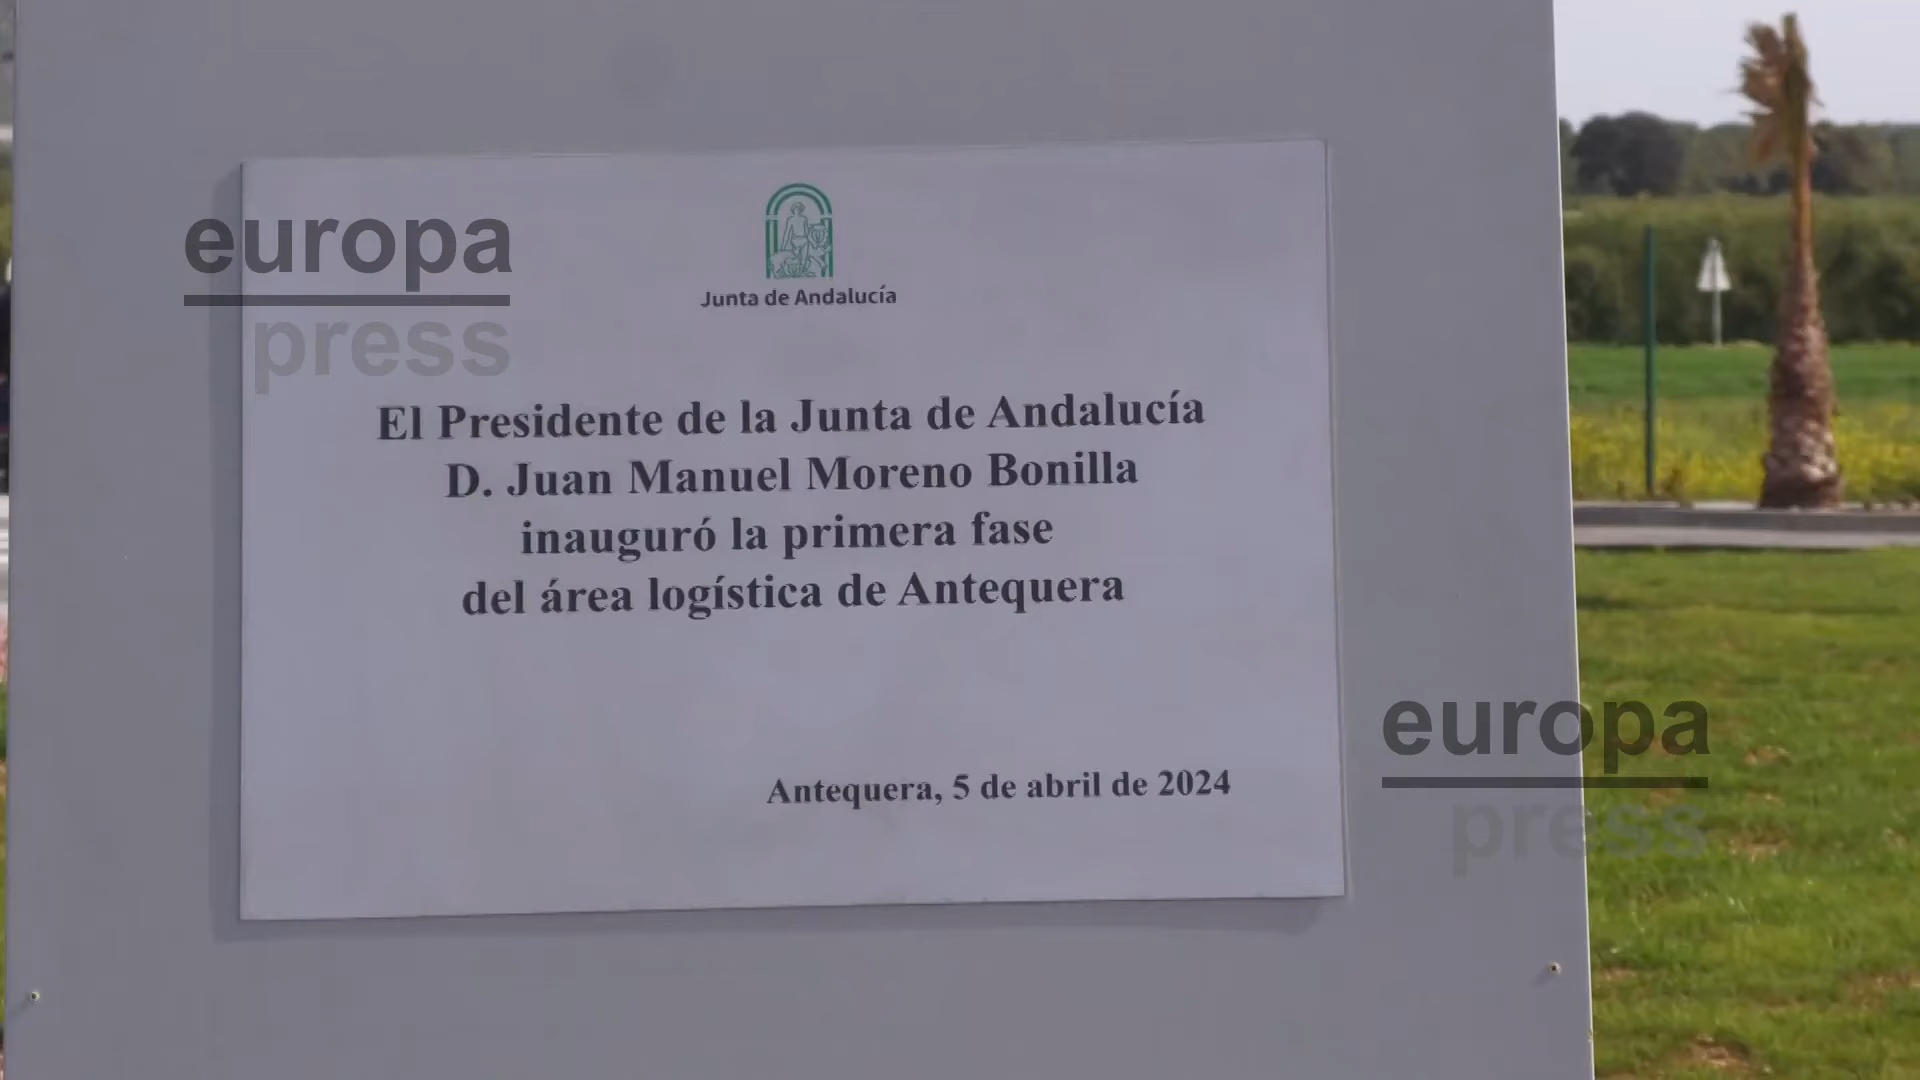 europa
press
Junta de Andalucía
El Presidente de la Junta de Andalucía
D. Juan Manuel Moreno Bonilla
inauguró la primera fase
del área logística de Antequera
Antequera, 5 de abril de 2024
europa
press